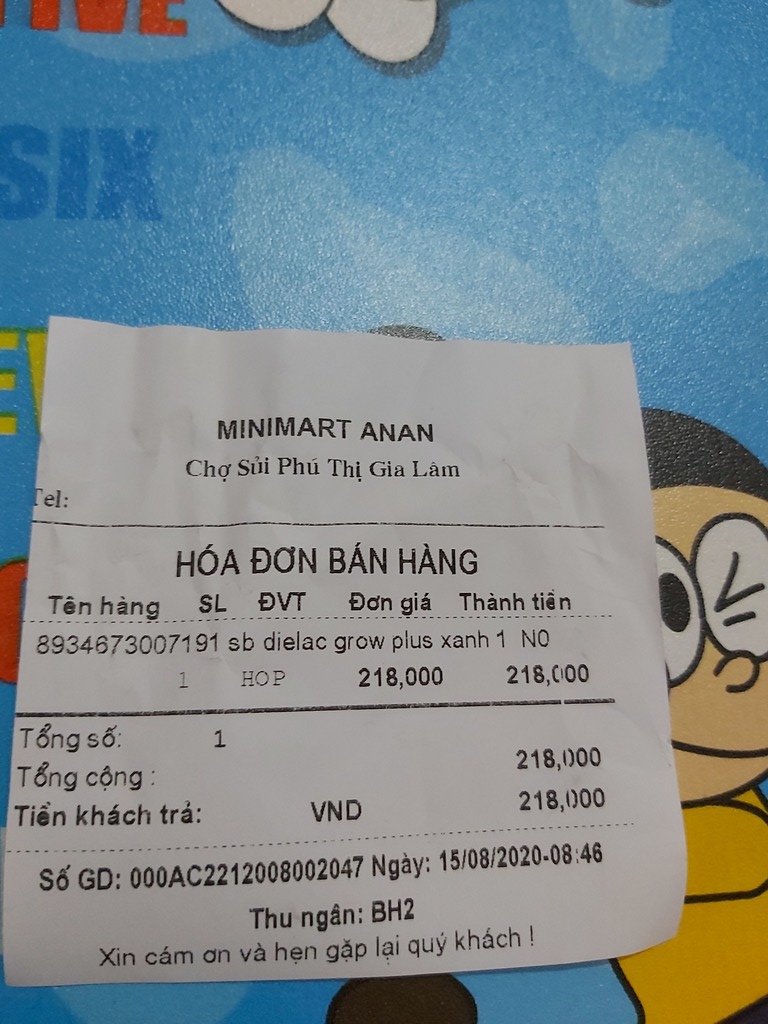 SIX
MINIMART ANAN
Chợ Sủi Phú Thị Gia Lâm
Tel:
HÓA ĐƠN BÁN HÀNG
Tên hàng SL ĐVT Đơn giá Thành tiền
8934673007191 sb dielac grow plus xanh 1 N0
1 HOP 218,000 218,000
Tổng số: 1
Tổng cộng : 218,000
Tiền khách trả: VND 218,000
Số GD: 000AC2212008002047 Ngày: 15/08/2020-08:46
Thu ngân: BH2
Xin cám ơn và hẹn gặp lại quý khách !